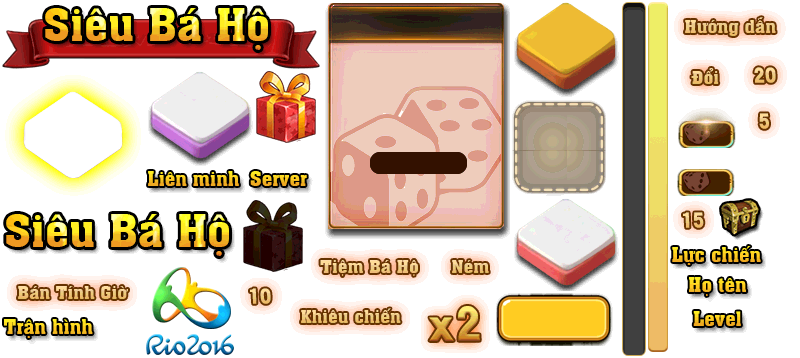 Siêu Bá Hộ
Hướng dẫn
Đổi
20
5
Liên minh
Server
15
Siêu Bá Hộ
Lực chiến
Tiệm Bá Hộ
Ném
Họ tên
Bán Tính Giờ
10
Khiêu chiến
x2
Level
Trận hình
Rio2016